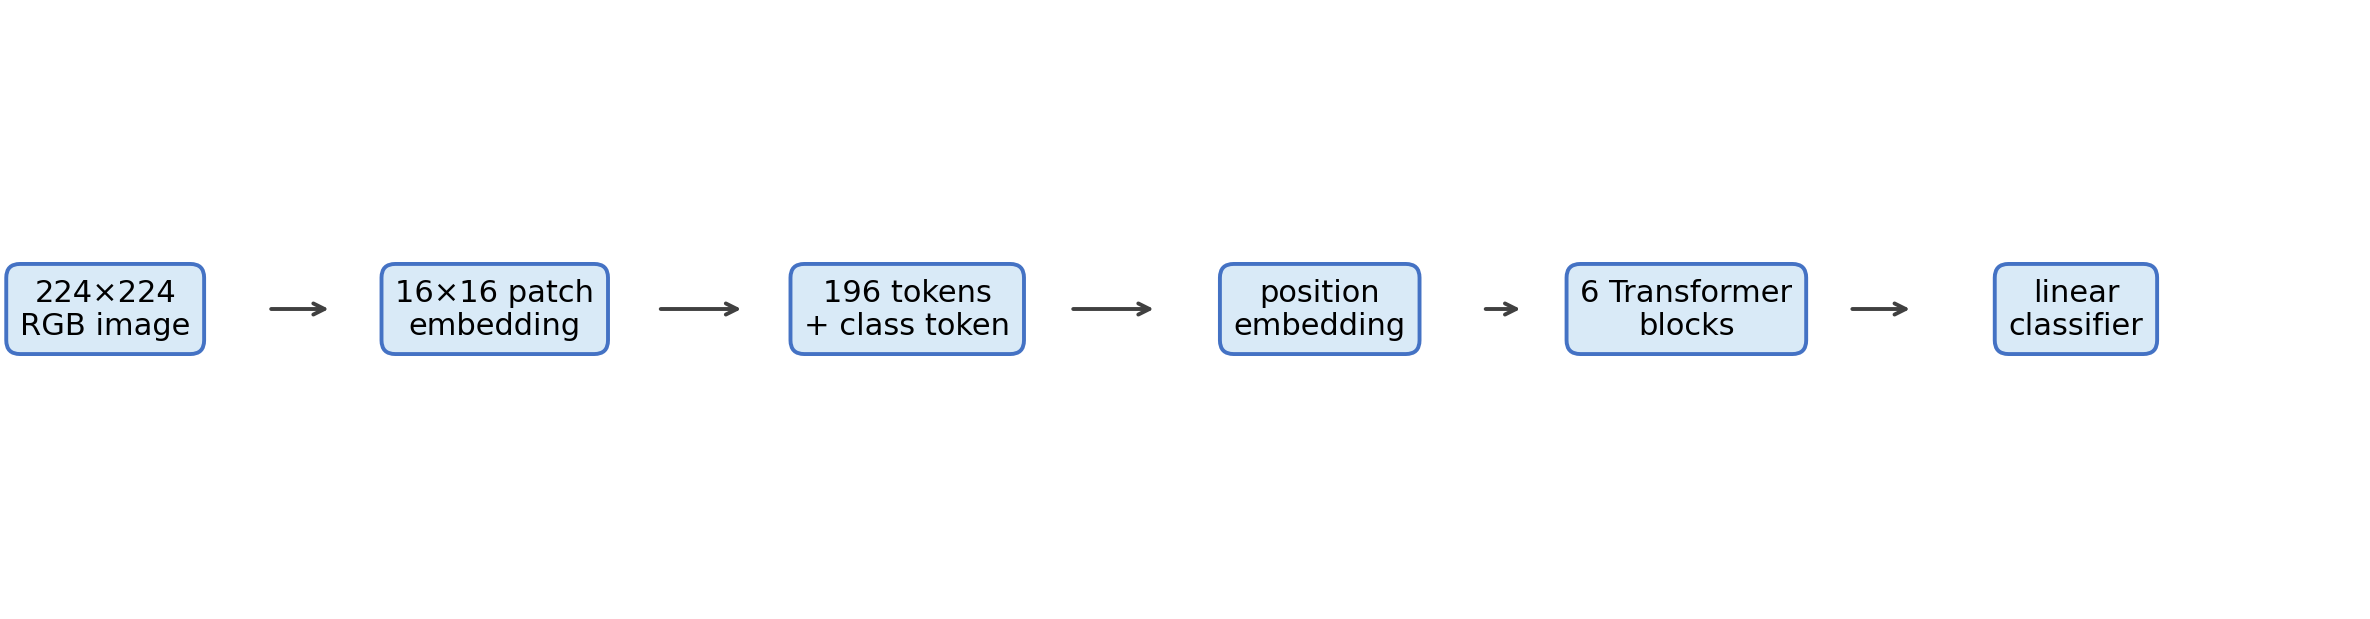 224×224
RGB image
16×16 patch
embedding
196 tokens
+ class token
position
embedding
6 Transformer
blocks
linear
classifier